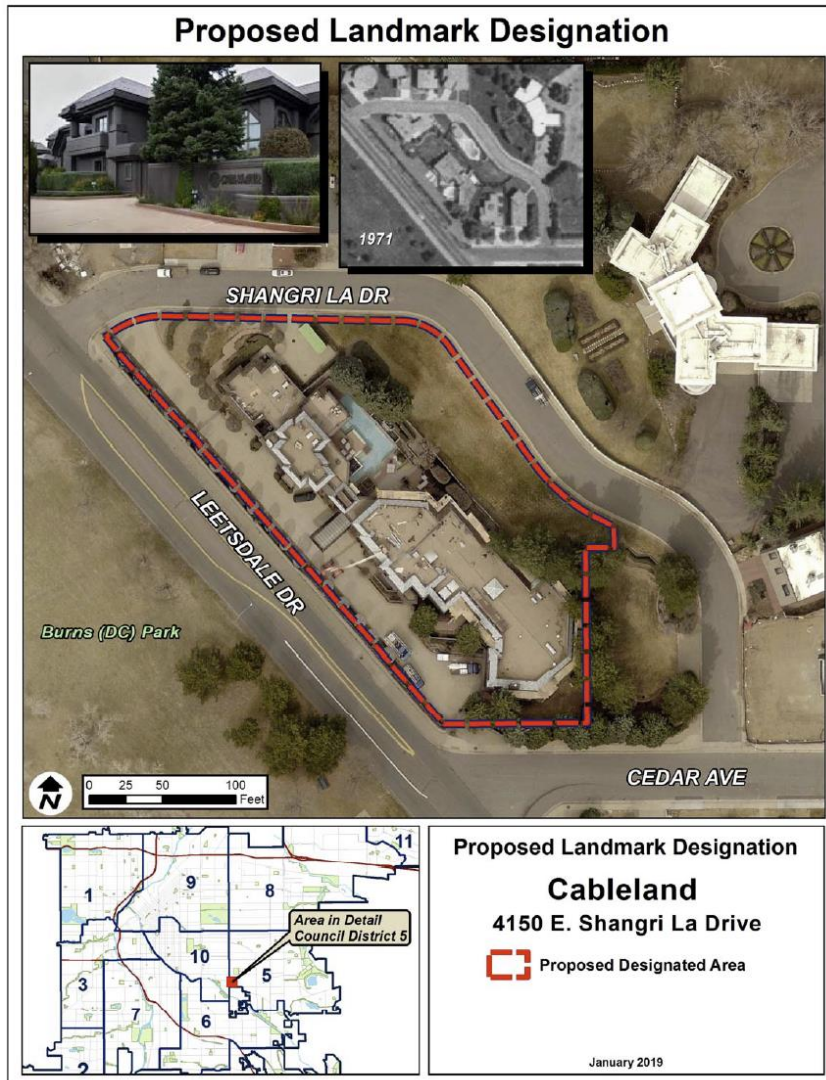 Proposed Landmark Designation
1971
SHANGRI LA DR
LEETSDALE DR
Burns (DC) Park
CEDAR AVE
N
0 25 50 100
Feet
11
1
9
8
Area in Detail
Council District 5
10
5
3
7
6
2
Proposed Landmark Designation
Cableland
4150 E. Shangri La Drive
Proposed Designated Area
January 2019